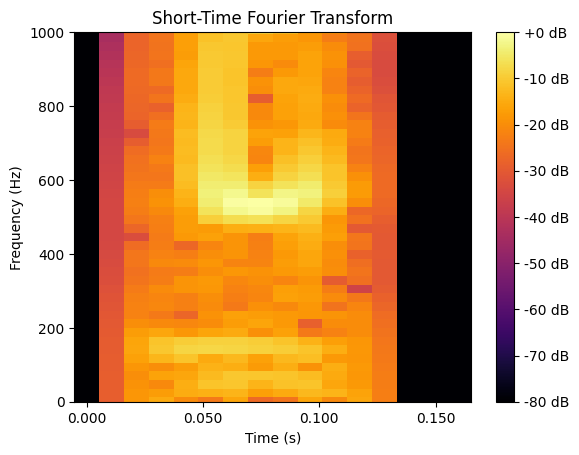 Short-Time Fourier Transform
1000
800
600
400
200
0
Frequency (Hz)
0.000
0.050
0.100
0.150
Time (s)
+0 dB
-10 dB
-20 dB
-30 dB
-40 dB
-50 dB
-60 dB
-70 dB
-80 dB